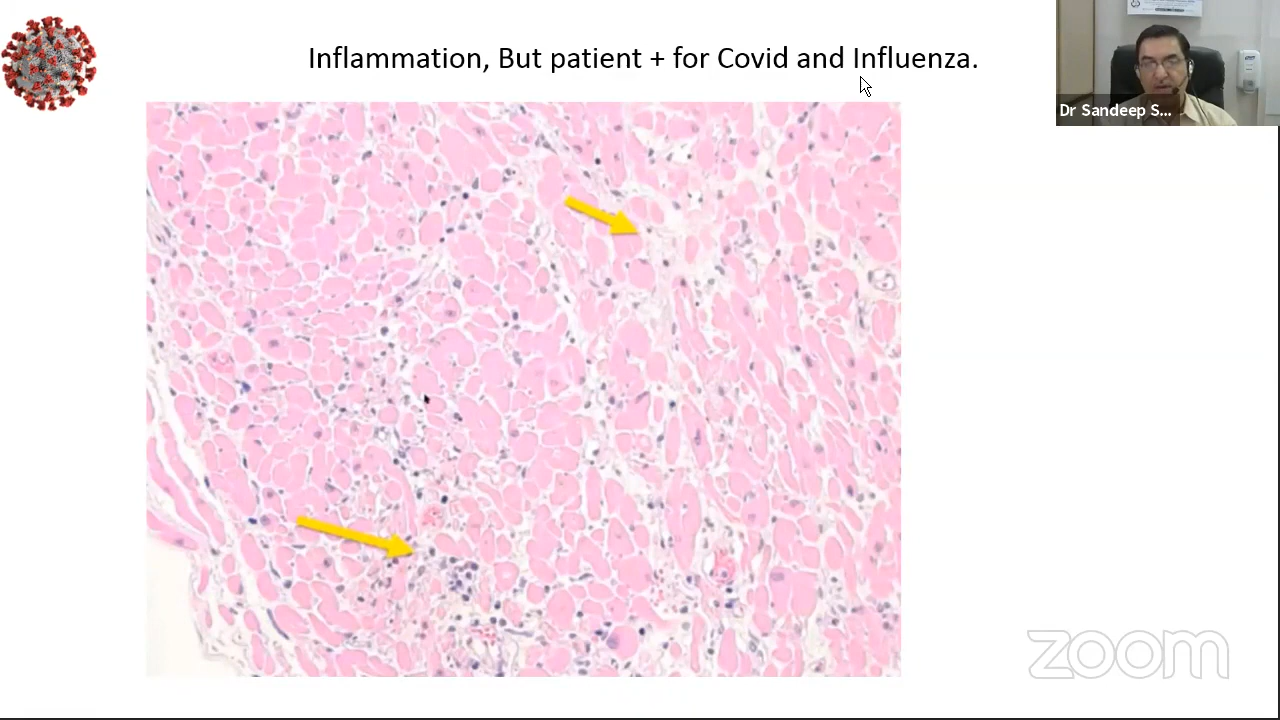 Inflammation, But patient + for Covid and Influenza.
Dr Sandeep S...
zoom